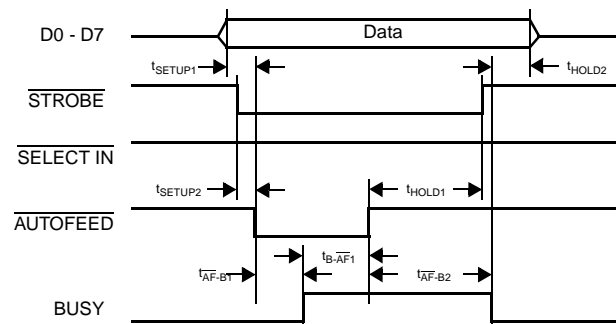 D0 - D7
Data
tSETUP1
tHOLD2
STROBE
SELECT IN
tSETUP2
tHOLD1
AUTOFEED
tB-AF1
tAF-B1
tAF-B2
BUSY